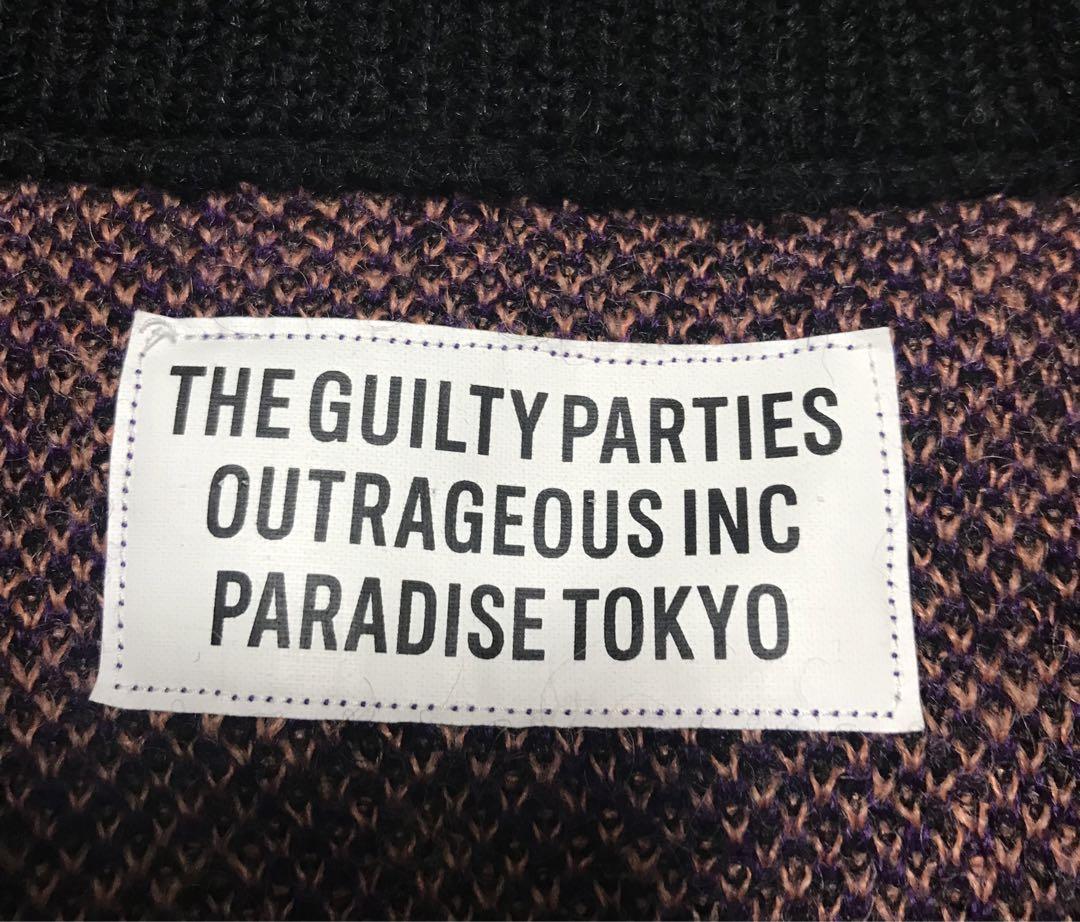 THE GUILTY PARTIES
OUTRAGEOUS INC
PARADISE TOKYO